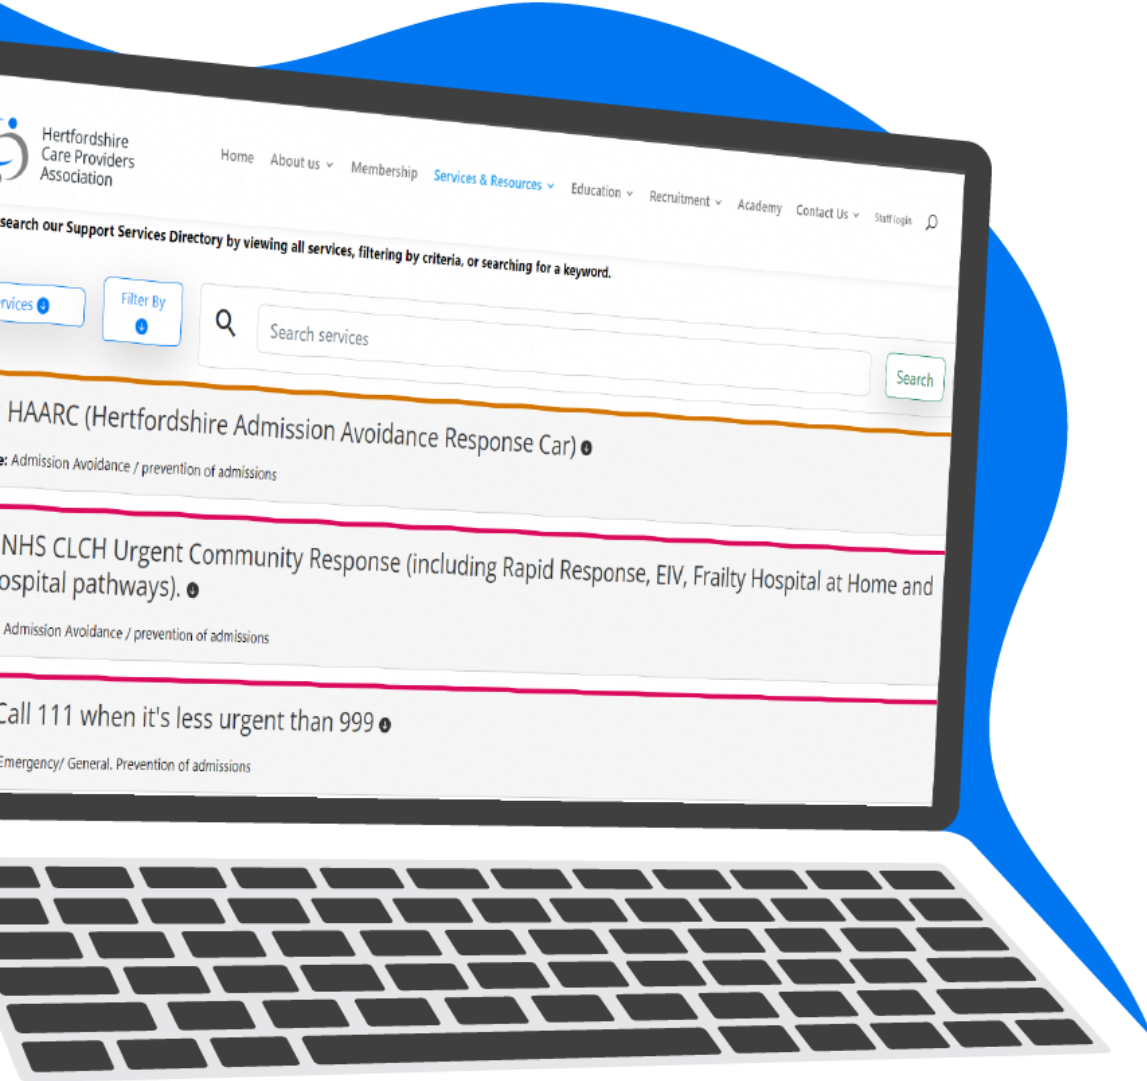 Hertfordshire
Care Providers
Association
Home About us Membership Services & Resources Education Recruitment Academy Contact Us Staff login
search our Support Services Directory by viewing all services, filtering by criteria, or searching for a keyword.
rvices
Filter By
Search services
Search
HAARC (Hertfordshire Admission Avoidance Response Car)
e: Admission Avoidance / prevention of admissions
NHS CLCH Urgent Community Response (including Rapid Response, EIV, Frailty Hospital at Home and
ospital pathways).
Admission Avoidance / prevention of admissions
Call 111 when it's less urgent than 999
Emergency/ General. Prevention of admissions